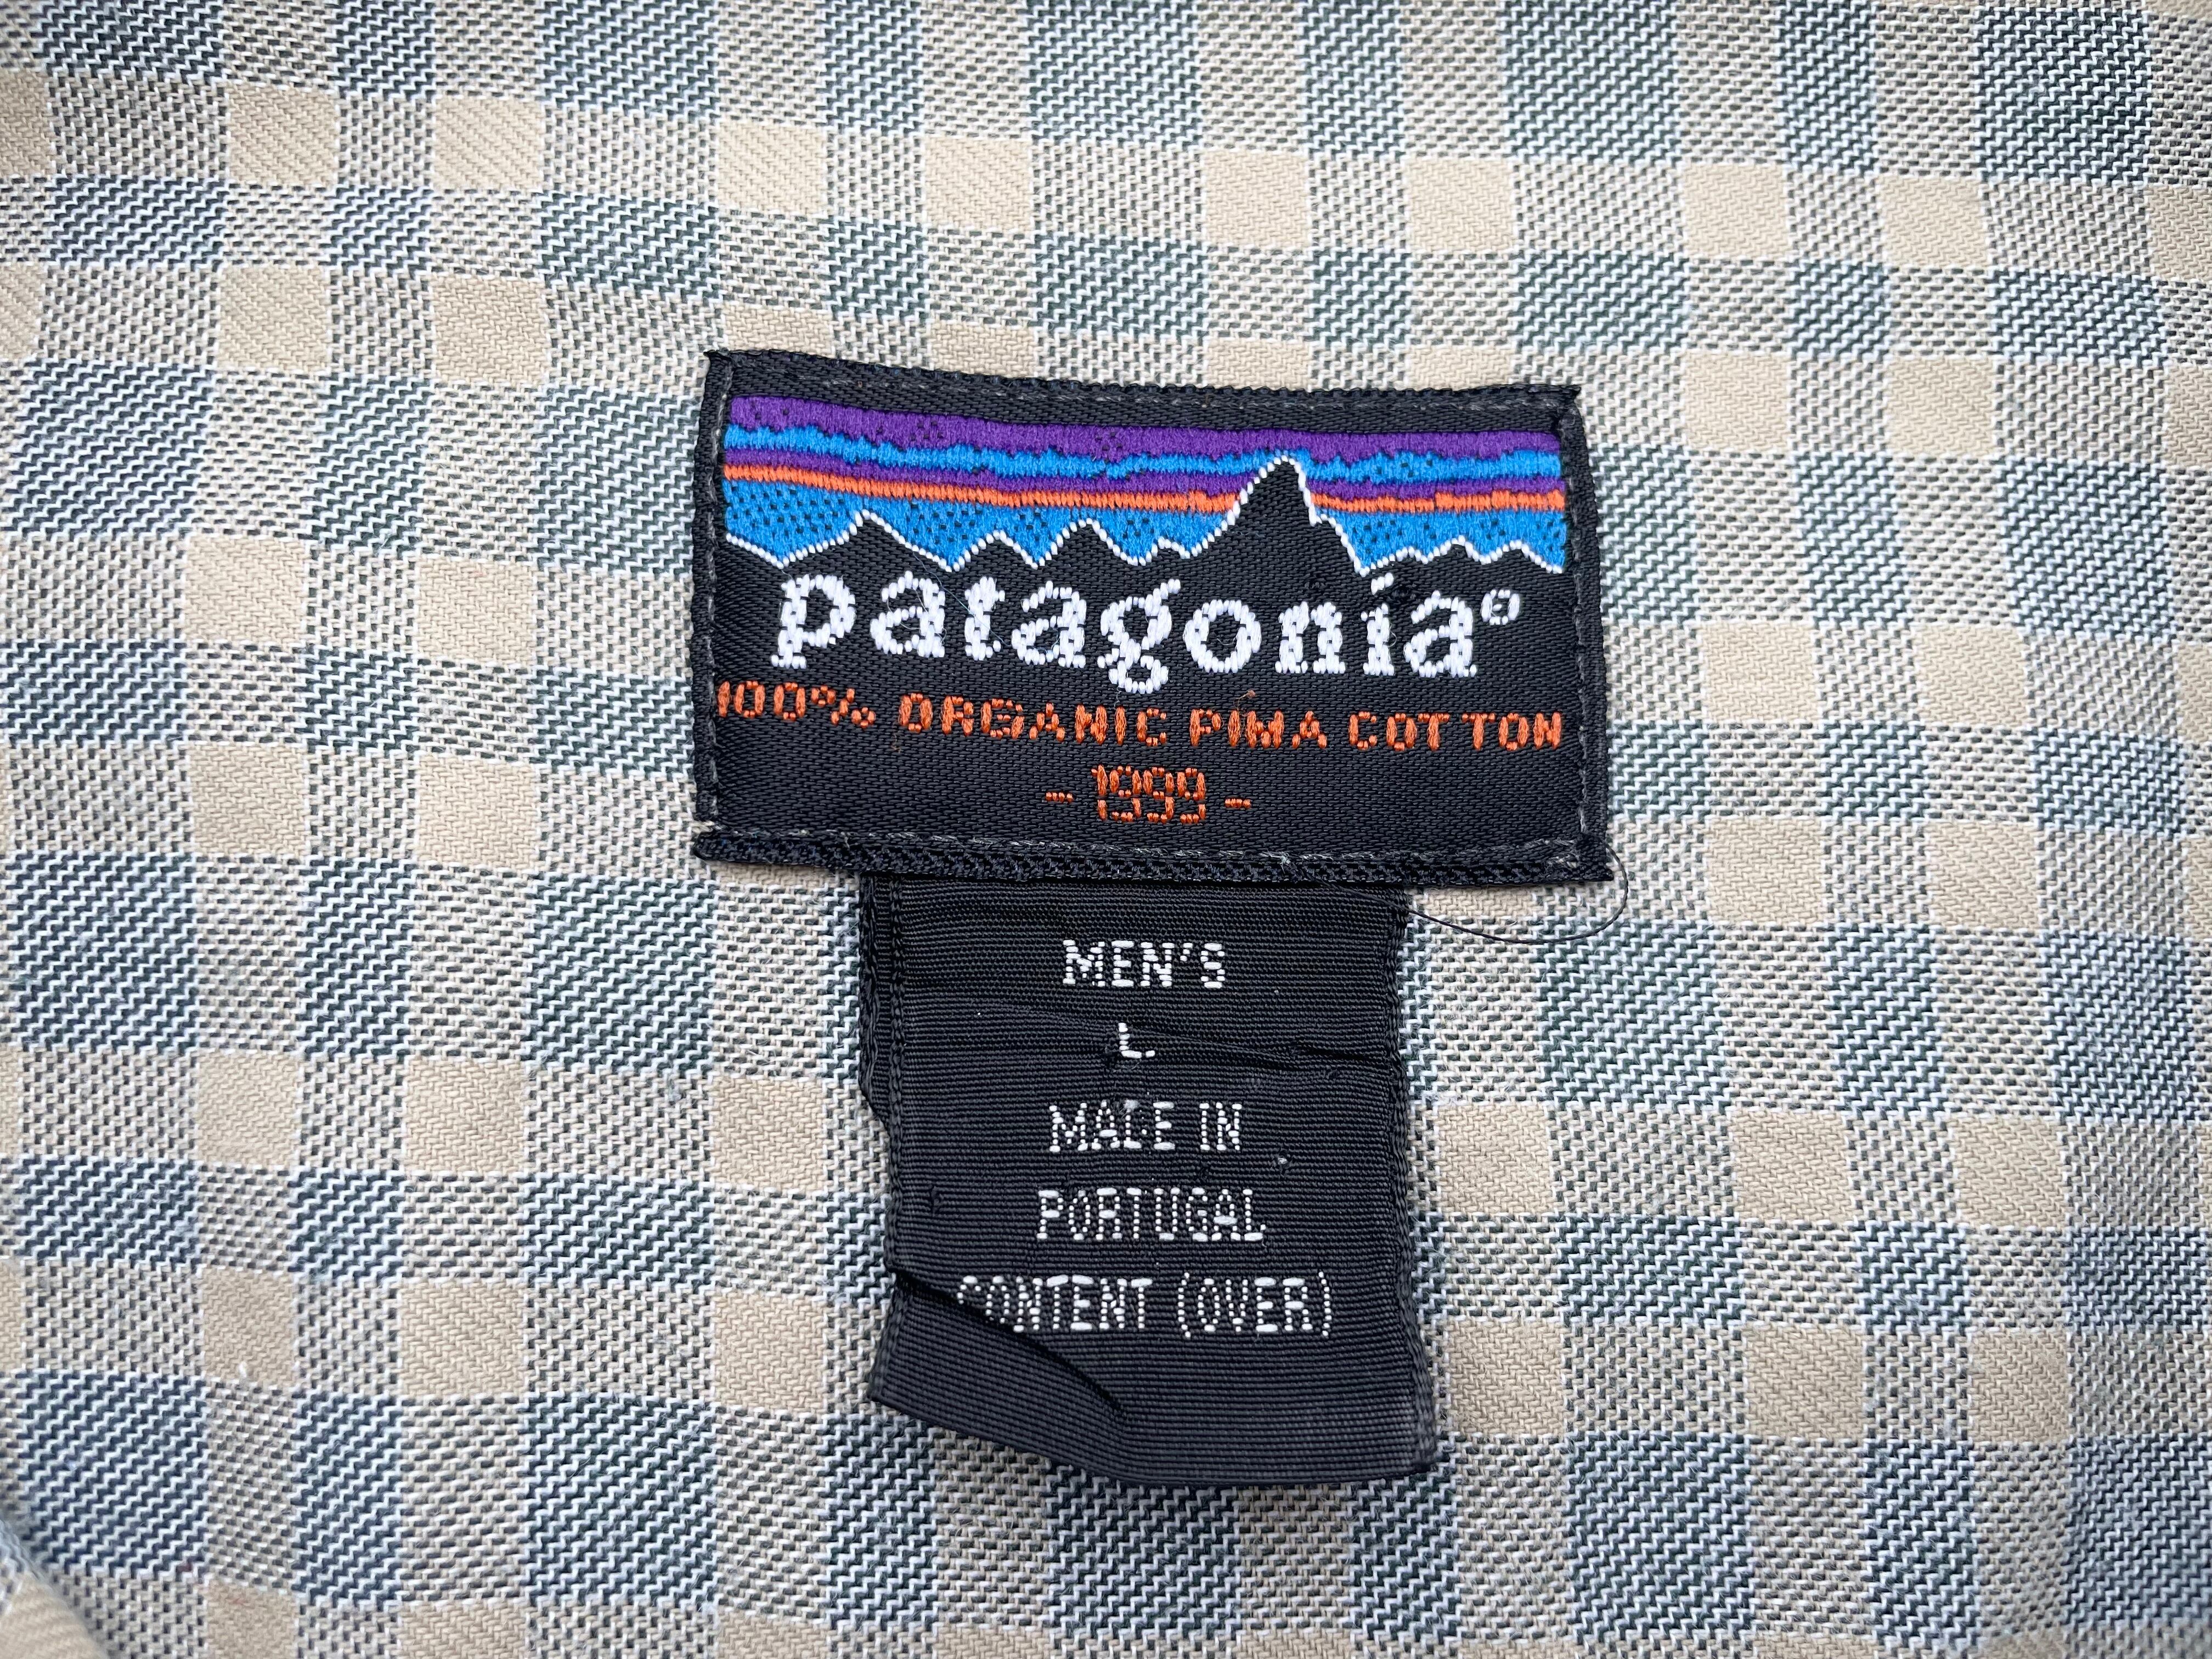 patagonia®
100% ORGANIC PIMA COTTON
- 1999 -
MEN'S
L
MADE IN
PORTUGAL
CONTENT (OVER)